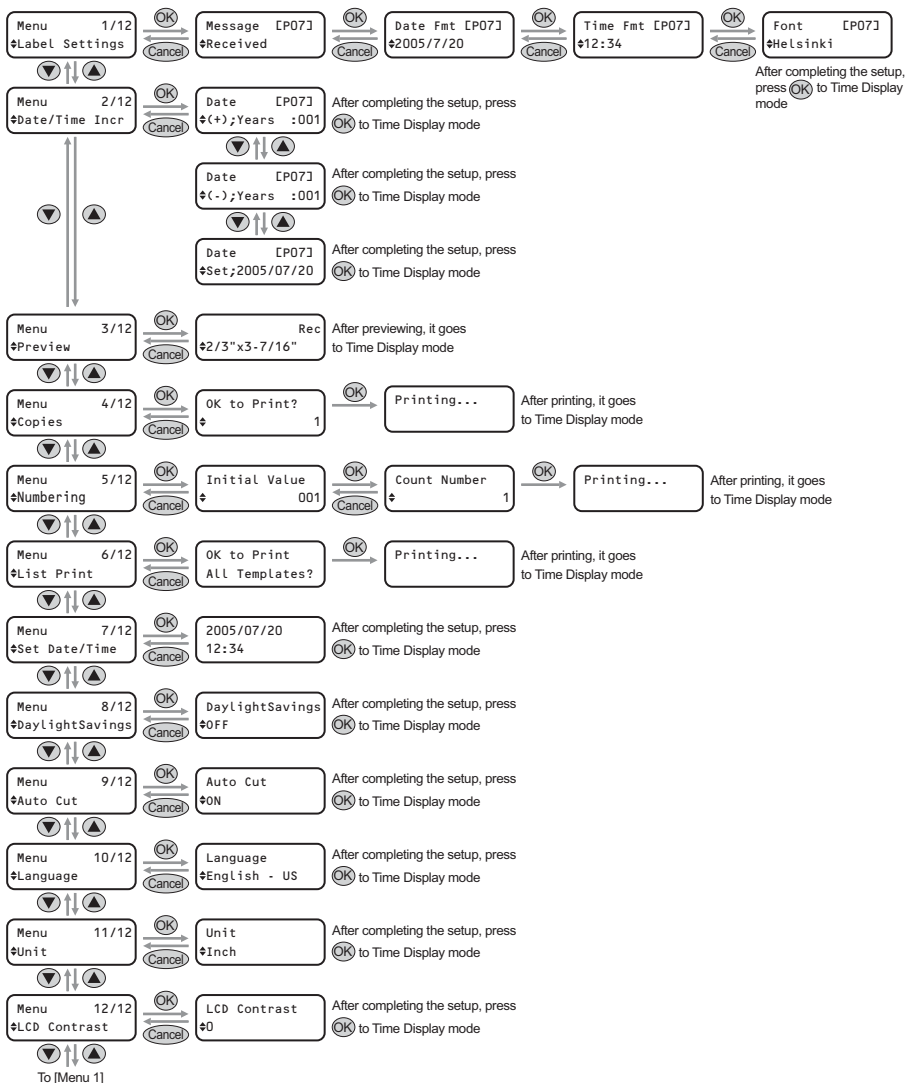 Menu 1/12
Label Settings
OK
Cancel
Message [P07]
Received
OK
Cancel
Date Fmt [P07]
2005/7/20
OK
Cancel
Time Fmt [P07]
12:34
OK
Cancel
Font [P07]
Helsinki
After completing the setup,
press OK to Time Display
mode
Menu 2/12
Date/Time Incr
OK
Cancel
Date [P07]
(+);Years :001
After completing the setup, press
OK to Time Display mode
Date [P07]
(-);Years :001
After completing the setup, press
OK to Time Display mode
Date [P07]
Set;2005/07/20
After completing the setup, press
OK to Time Display mode
Menu 3/12
Preview
OK
Cancel
Rec
2/3"x3-7/16"
After previewing, it goes
to Time Display mode
Menu 4/12
Copies
OK
Cancel
OK to Print?
1
OK
Printing...
After printing, it goes
to Time Display mode
Menu 5/12
Numbering
OK
Cancel
Initial Value
001
OK
Cancel
Count Number
1
OK
Printing...
After printing, it goes
to Time Display mode
Menu 6/12
List Print
OK
Cancel
OK to Print
All Templates?
OK
Printing...
After printing, it goes
to Time Display mode
Menu 7/12
Set Date/Time
OK
Cancel
2005/07/20
12:34
After completing the setup, press
OK to Time Display mode
Menu 8/12
DaylightSavings
OK
Cancel
DaylightSavings
OFF
After completing the setup, press
OK to Time Display mode
Menu 9/12
Auto Cut
OK
Cancel
Auto Cut
ON
After completing the setup, press
OK to Time Display mode
Menu 10/12
Language
OK
Cancel
Language
English - US
After completing the setup, press
OK to Time Display mode
Menu 11/12
Unit
OK
Cancel
Unit
Inch
After completing the setup, press
OK to Time Display mode
Menu 12/12
LCD Contrast
OK
Cancel
LCD Contrast
0
After completing the setup, press
OK to Time Display mode
To [Menu 1]